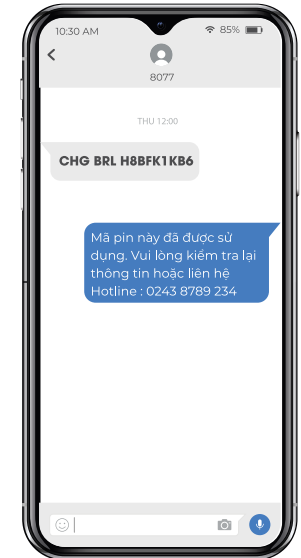 10:30 AM
85%
8077
THU 12:00
CHG BRL H8BFK1KB6
Mã pin này đã được sử
dụng. Vui lòng kiểm tra lại
thông tin hoặc liên hệ
Hotline : 0243 8789 234